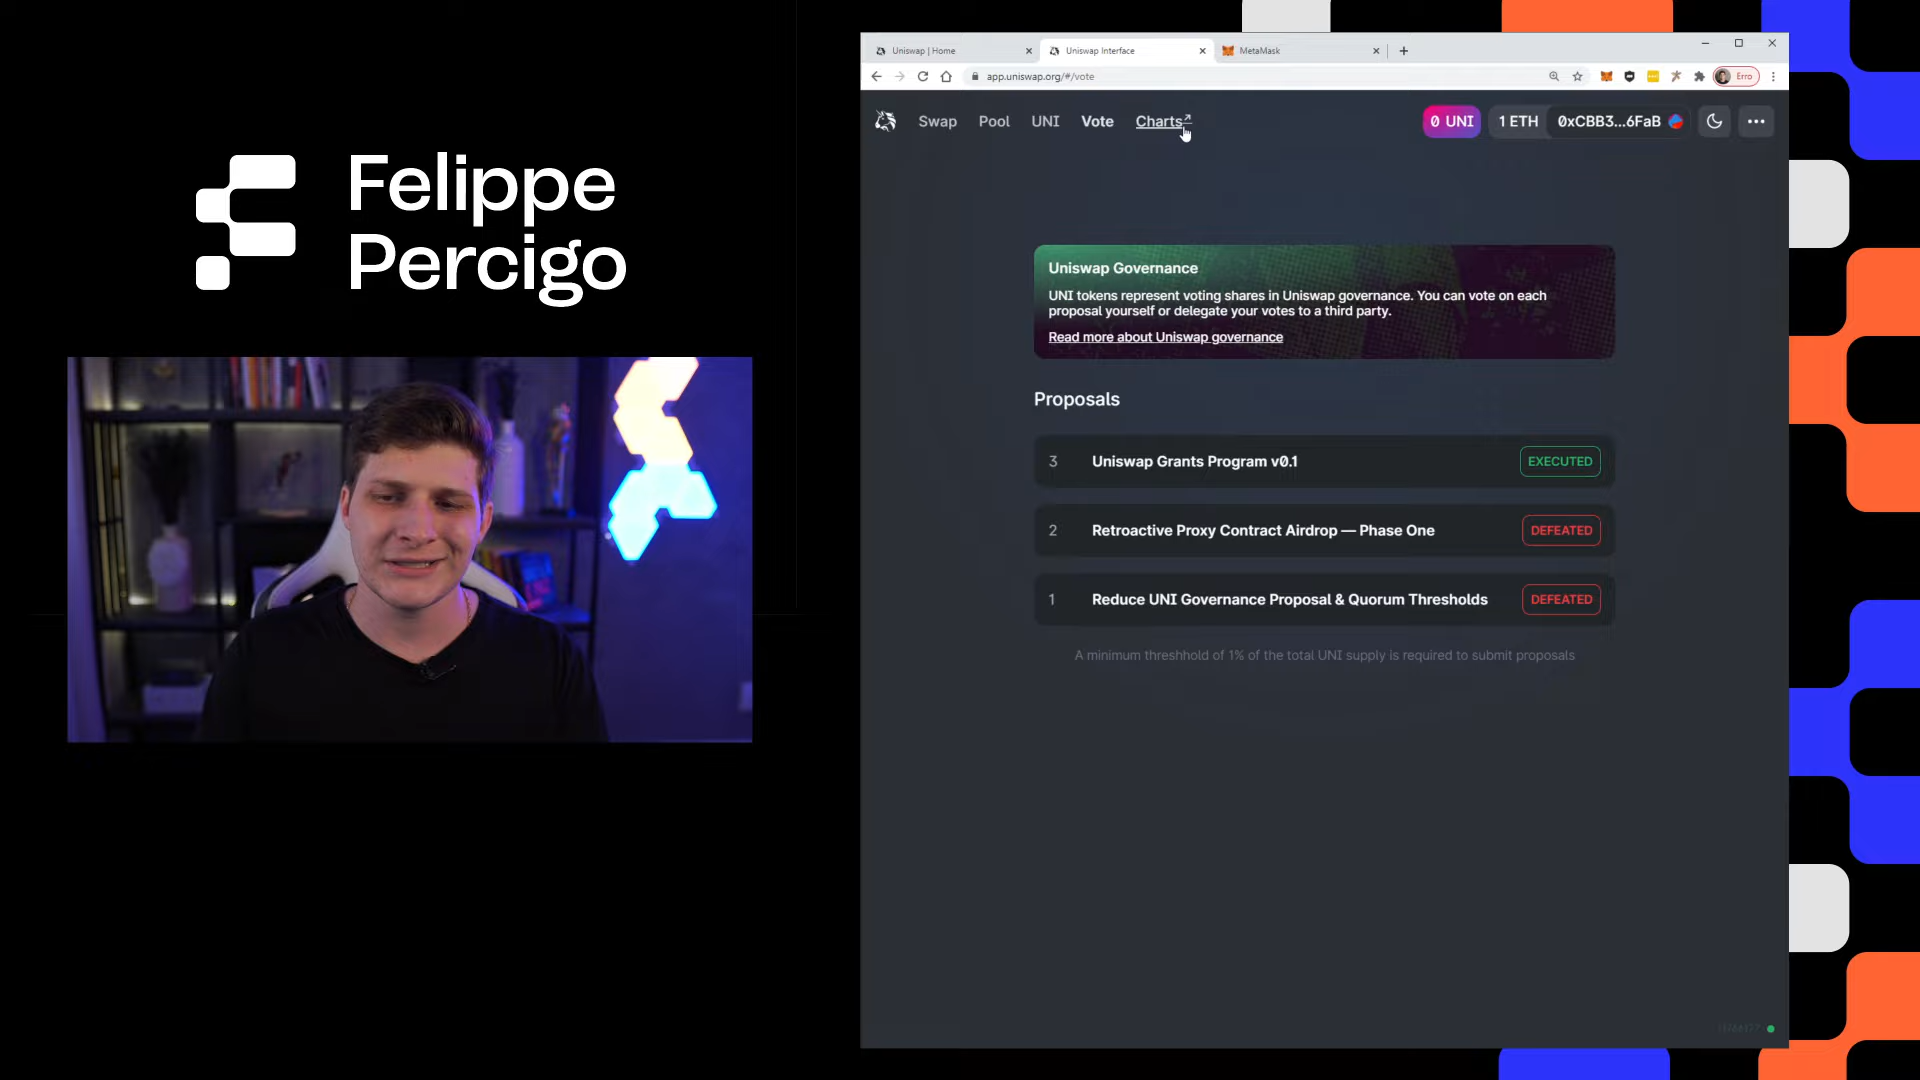 Felippe
Percigo
Uniswap | Home
Uniswap Interface
MetaMask
app.uniswap.org/#/vote
Erro
Swap
Pool
UNI
Vote
Charts
0 UNI
1 ETH
0xCBB3...6FaB
Uniswap Governance
UNI tokens represent voting shares in Uniswap governance. You can vote on each
proposal yourself or delegate your votes to a third party.
Read more about Uniswap governance
Proposals
3 Uniswap Grants Program v0.1 EXECUTED
2 Retroactive Proxy Contract Airdrop — Phase One DEFEATED
1 Reduce UNI Governance Proposal & Quorum Thresholds DEFEATED
A minimum threshhold of 1% of the total UNI supply is required to submit proposals